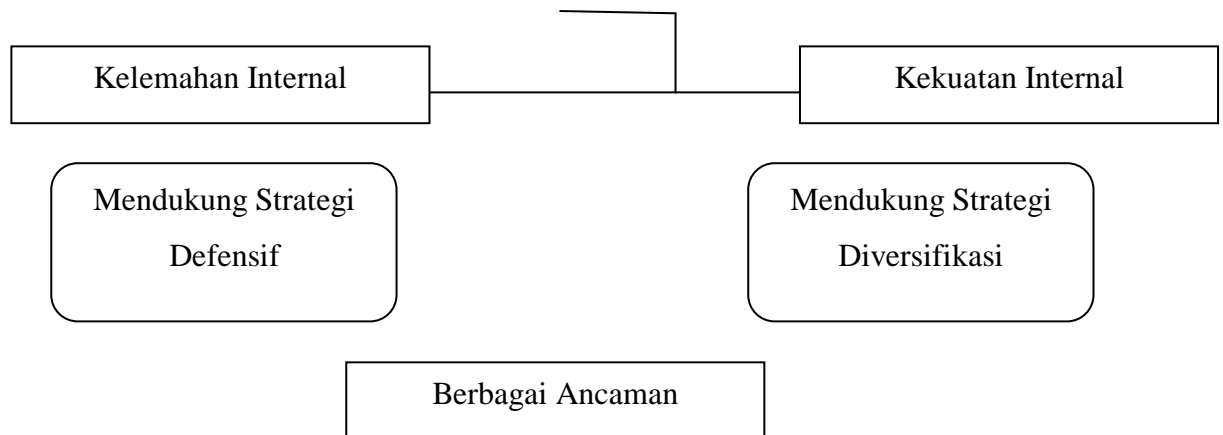 Kelemahan Internal
Kekuatan Internal
Mendukung Strategi
Defensif
Mendukung Strategi
Diversifikasi
Berbagai Ancaman